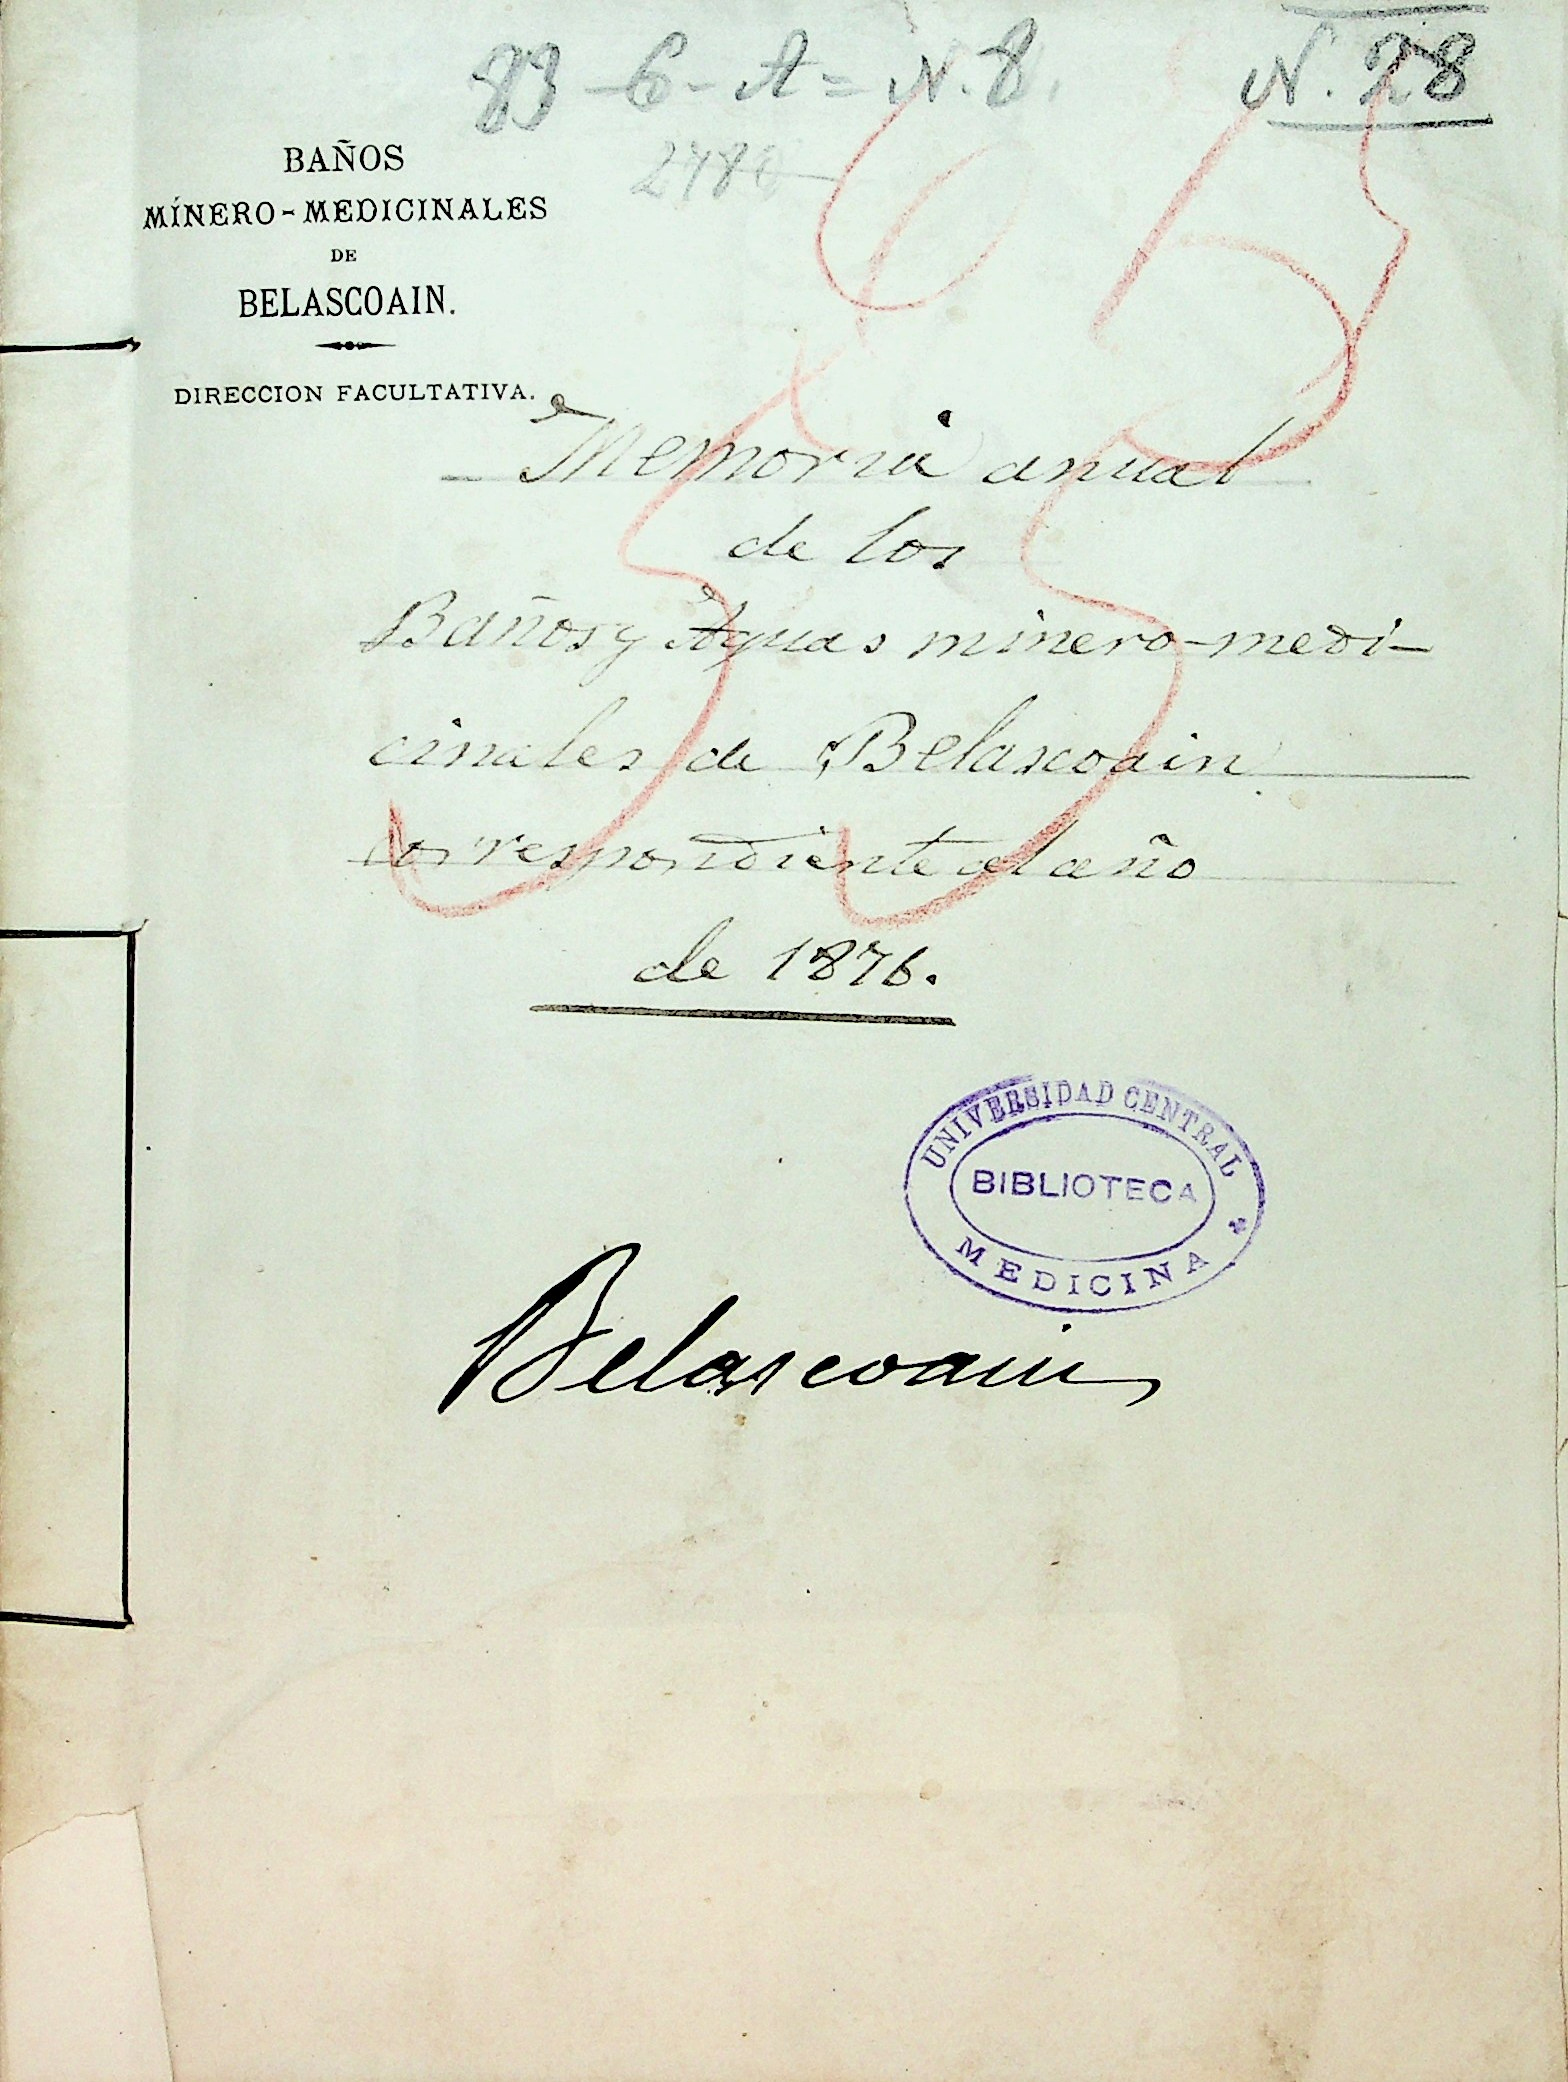 83-6-A=N.8.
N. 28
BAÑOS
MÍNERO-MEDICINALES
DE
BELASCOAIN.
DIRECCION FACULTATIVA.
Memoria anual
de los
Baños y Aguas minero-medi-
cinales de Belascoain
correspondiente al año
de 1876.
UNIVERSIDAD CENTRAL
BIBLIOTECA
MEDICINA
Belascoain